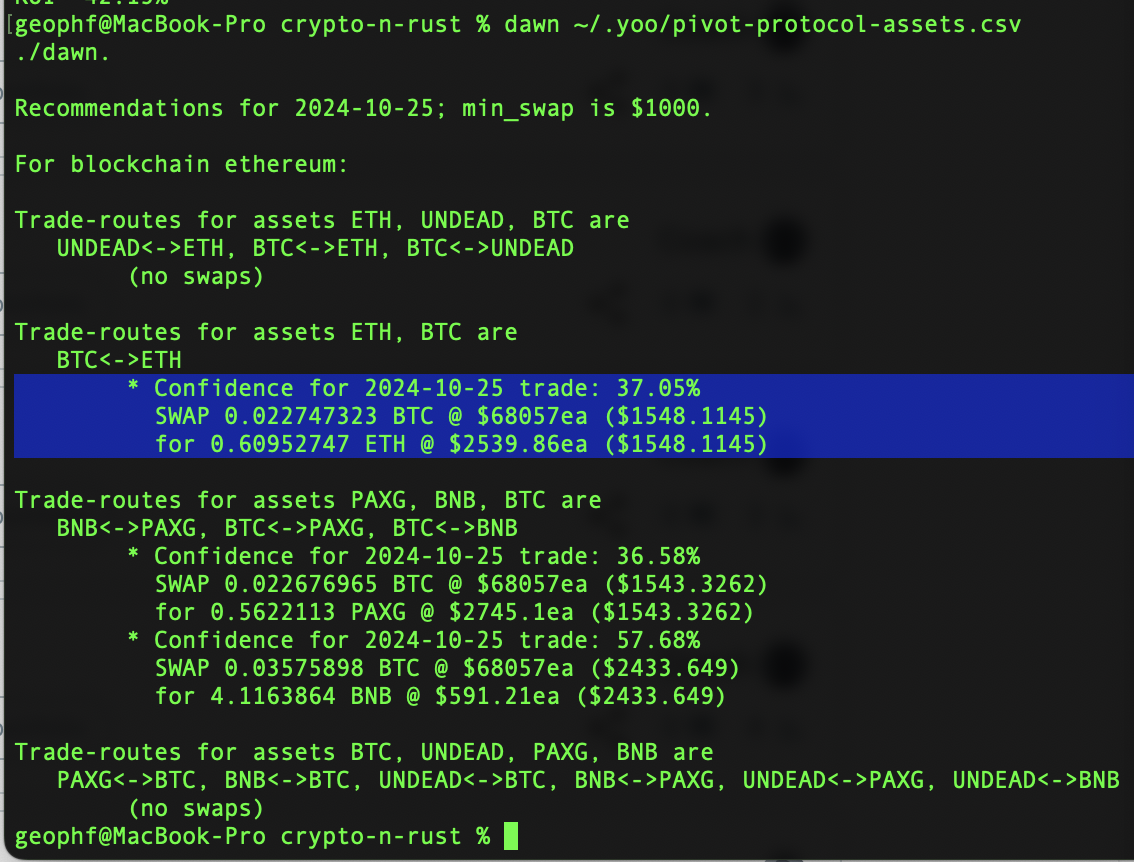 ROI 42.15%
geophf@MacBook-Pro crypto-n-rust % dawn ~/.yoo/pivot-protocol-assets.csv
./dawn.
Recommendations for 2024-10-25; min_swap is $1000.
For blockchain ethereum:
Trade-routes for assets ETH, UNDEAD, BTC are
UNDEAD<->ETH, BTC<->ETH, BTC<->UNDEAD
(no swaps)
Trade-routes for assets ETH, BTC are
BTC<->ETH
* Confidence for 2024-10-25 trade: 37.05%
SWAP 0.022747323 BTC @ $68057ea ($1548.1145)
for 0.60952747 ETH @ $2539.86ea ($1548.1145)
Trade-routes for assets PAXG, BNB, BTC are
BNB<->PAXG, BTC<->PAXG, BTC<->BNB
* Confidence for 2024-10-25 trade: 36.58%
SWAP 0.022676965 BTC @ $68057ea ($1543.3262)
for 0.5622113 PAXG @ $2745.1ea ($1543.3262)
* Confidence for 2024-10-25 trade: 57.68%
SWAP 0.03575898 BTC @ $68057ea ($2433.649)
for 4.1163864 BNB @ $591.21ea ($2433.649)
Trade-routes for assets BTC, UNDEAD, PAXG, BNB are
PAXG<->BTC, BNB<->BTC, UNDEAD<->BTC, BNB<->PAXG, UNDEAD<->PAXG, UNDEAD<->BNB
(no swaps)
geophf@MacBook-Pro crypto-n-rust %